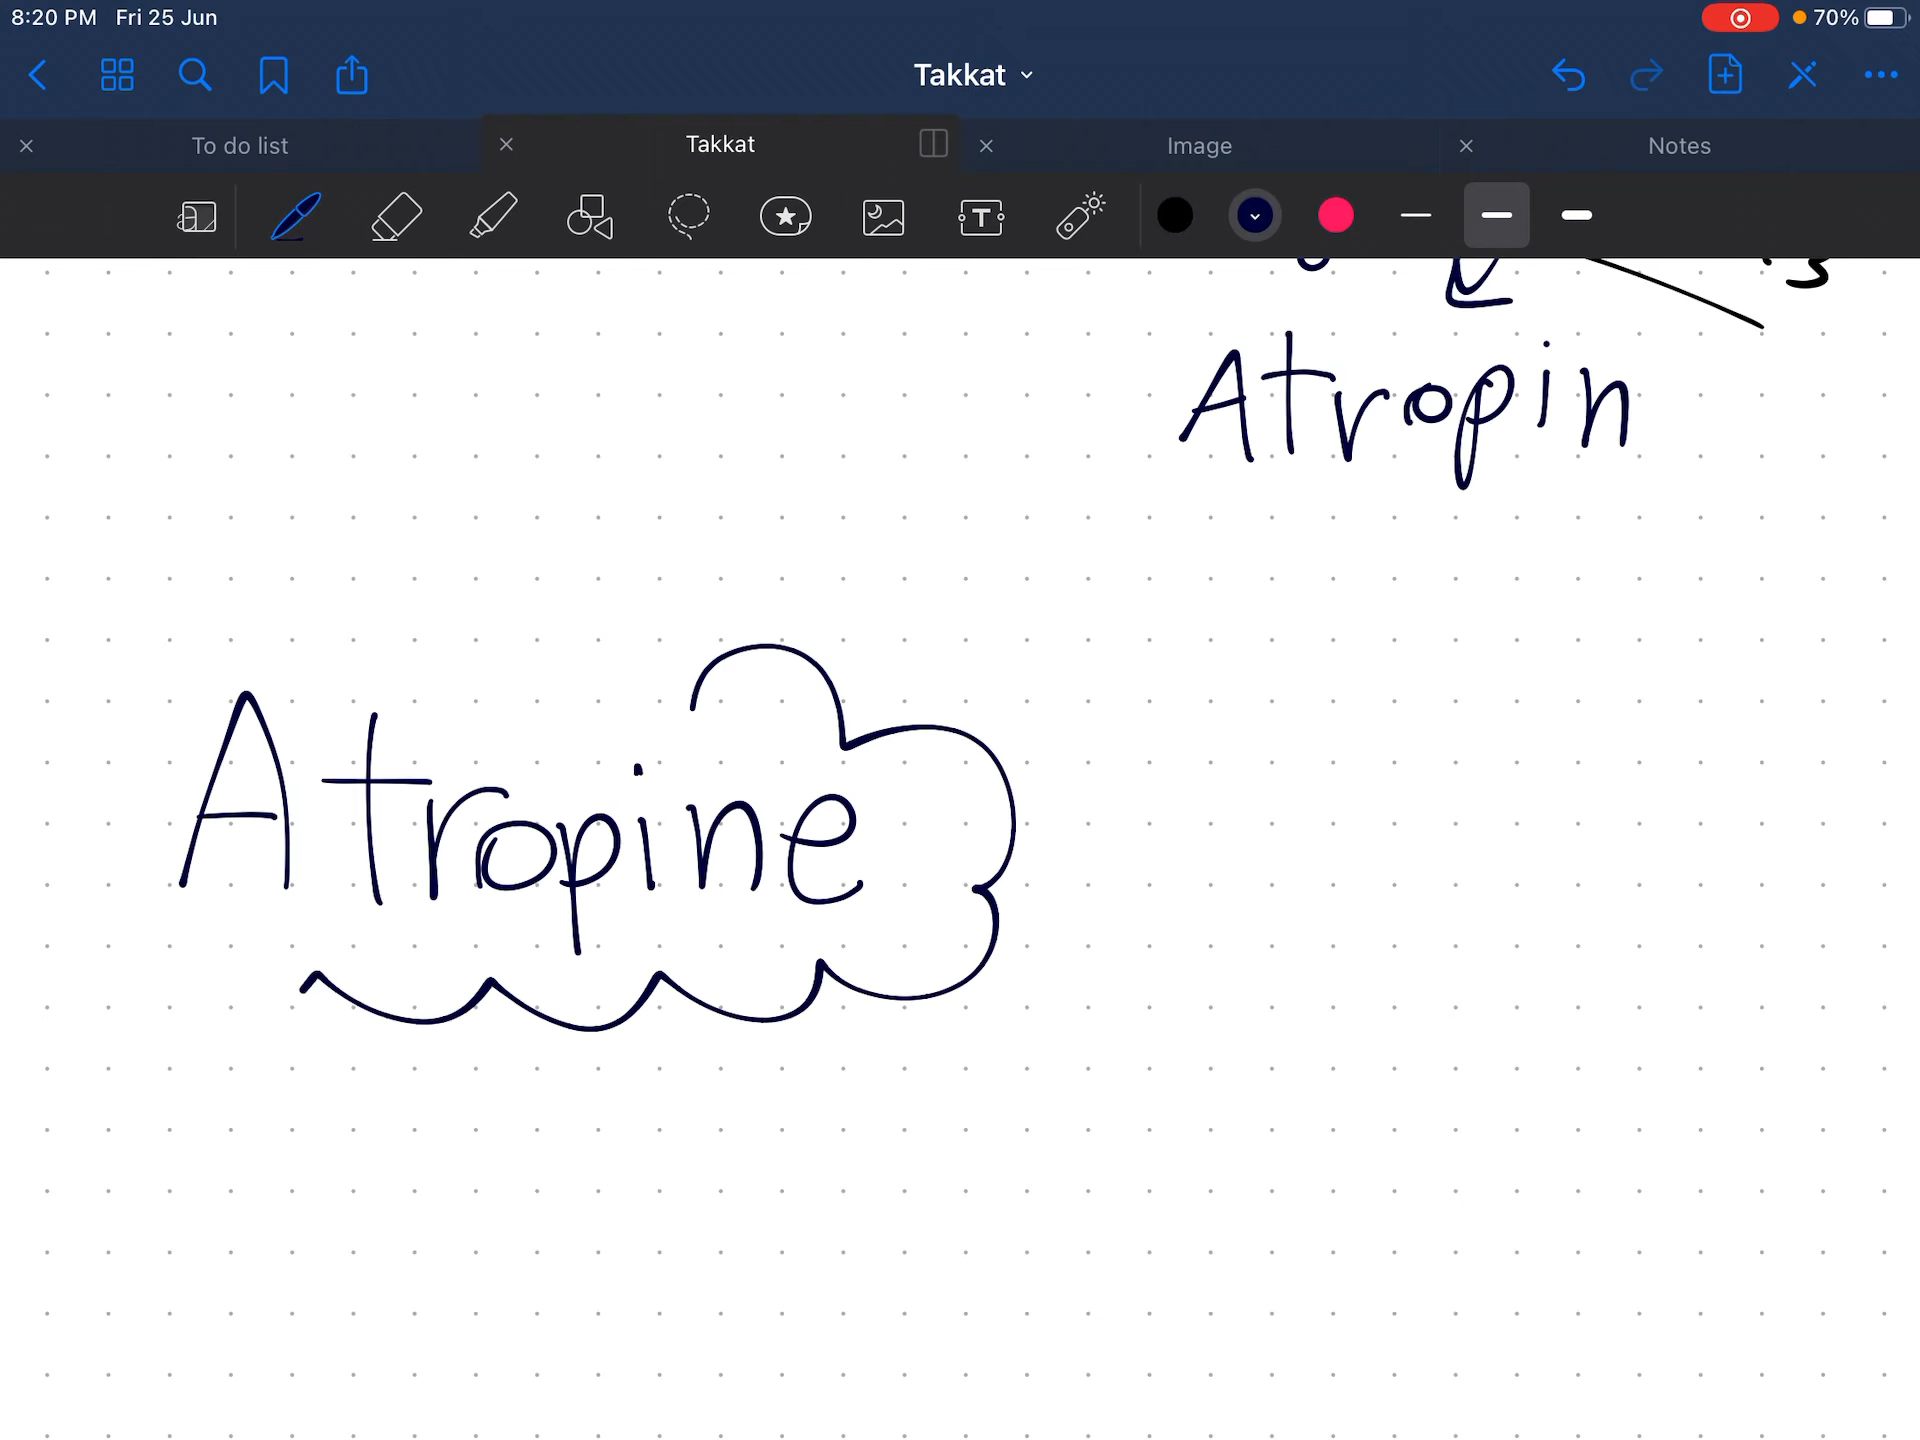 8:20 PM Fri 25 Jun
70%
Takkat
To do list
Takkat
Image
Notes
Atropin
Atropine